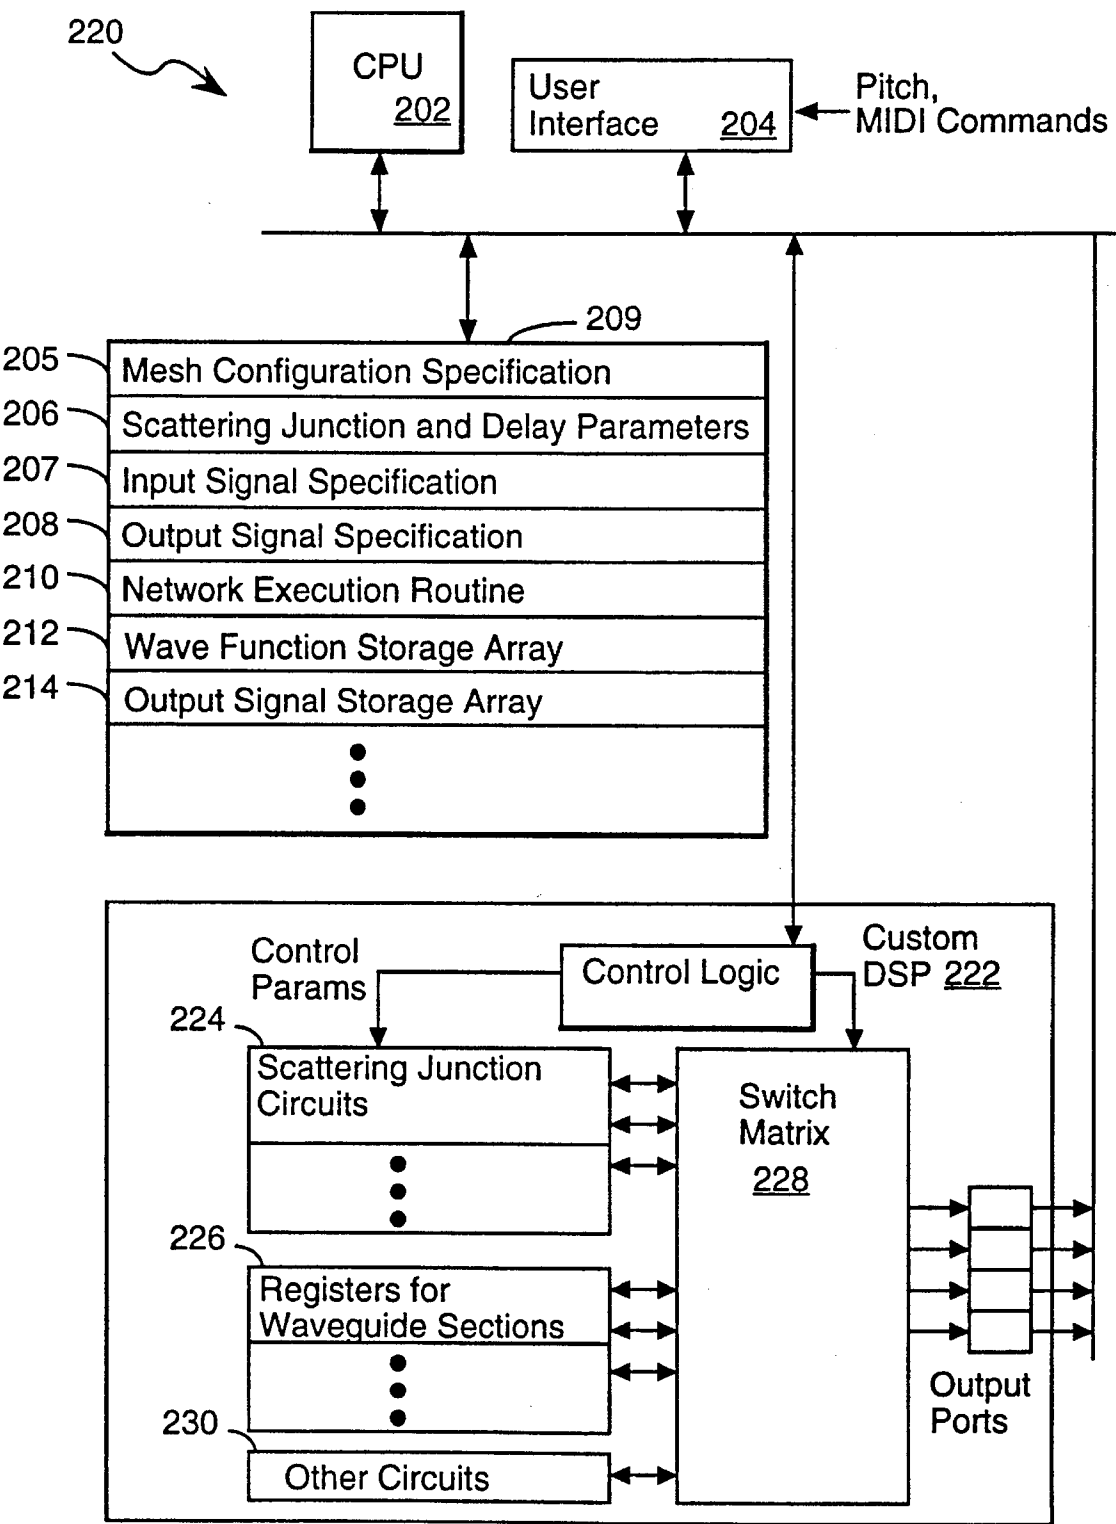 220
CPU
202
User
Interface 204
Pitch,
MIDI Commands
209
205 Mesh Configuration Specification
206 Scattering Junction and Delay Parameters
207 Input Signal Specification
208 Output Signal Specification
210 Network Execution Routine
212 Wave Function Storage Array
214 Output Signal Storage Array
Control
Params
Control Logic
Custom
DSP 222
224
Scattering Junction
Circuits
Switch
Matrix
228
226
Registers for
Waveguide Sections
230
Other Circuits
Output
Ports